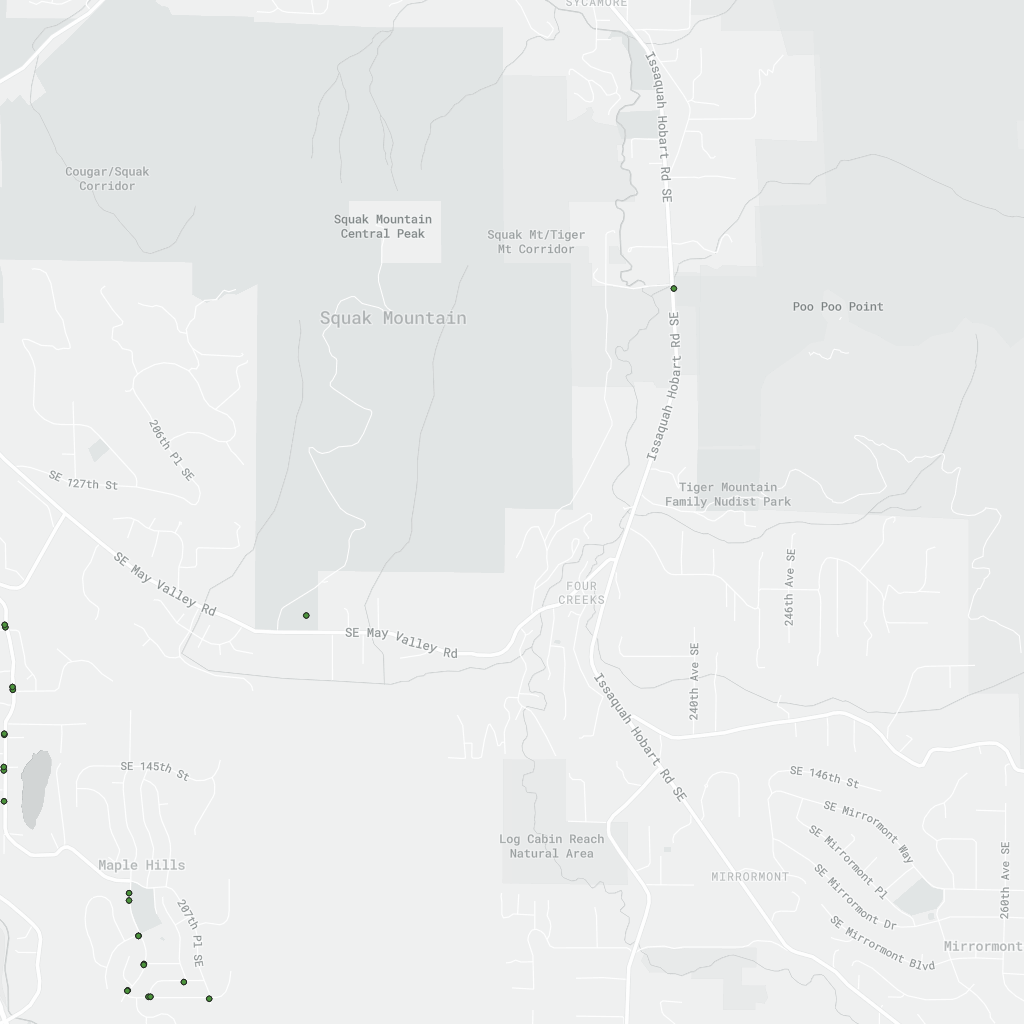 SYCAMORE
Issaquah Hobart Rd SE
Cougar/Squak
Corridor
Squak Mountain
Central Peak
Squak Mt/Tiger
Mt Corridor
Squak Mountain
Poo Poo Point
Issaquah Hobart Rd SE
206th Pl SE
SE 127th St
Tiger Mountain
Family Nudist Park
SE May Valley Rd
FOUR
CREEKS
246th Ave SE
SE May Valley Rd
240th Ave SE
Issaquah Hobart Rd SE
SE 145th St
SE 146th St
SE Mirrormont Way
Log Cabin Reach
Natural Area
SE Mirrormont Pl
Maple Hills
MIRRORMONT
260th Ave SE
SE Mirrormont Dr
207th Pl SE
SE Mirrormont Blvd
Mirrormont